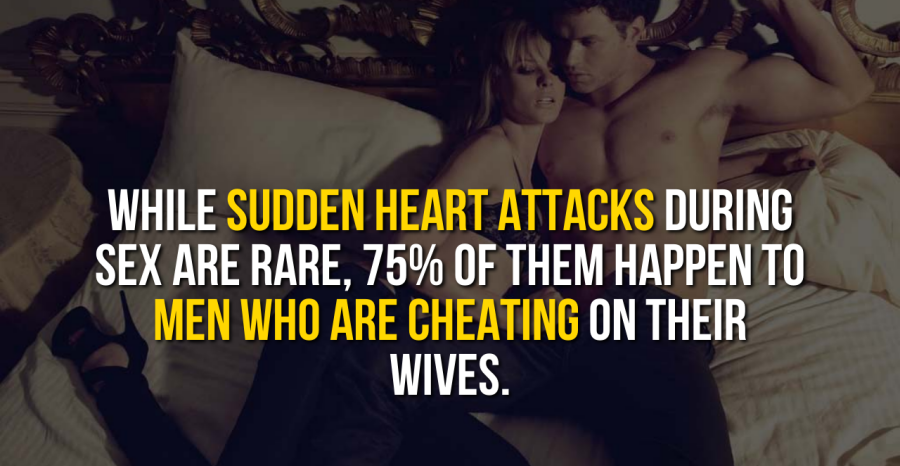 WHILE SUDDEN HEART ATTACKS DURING
SEX ARE RARE, 75% OF THEM HAPPEN TO
MEN WHO ARE CHEATING ON THEIR
WIVES.